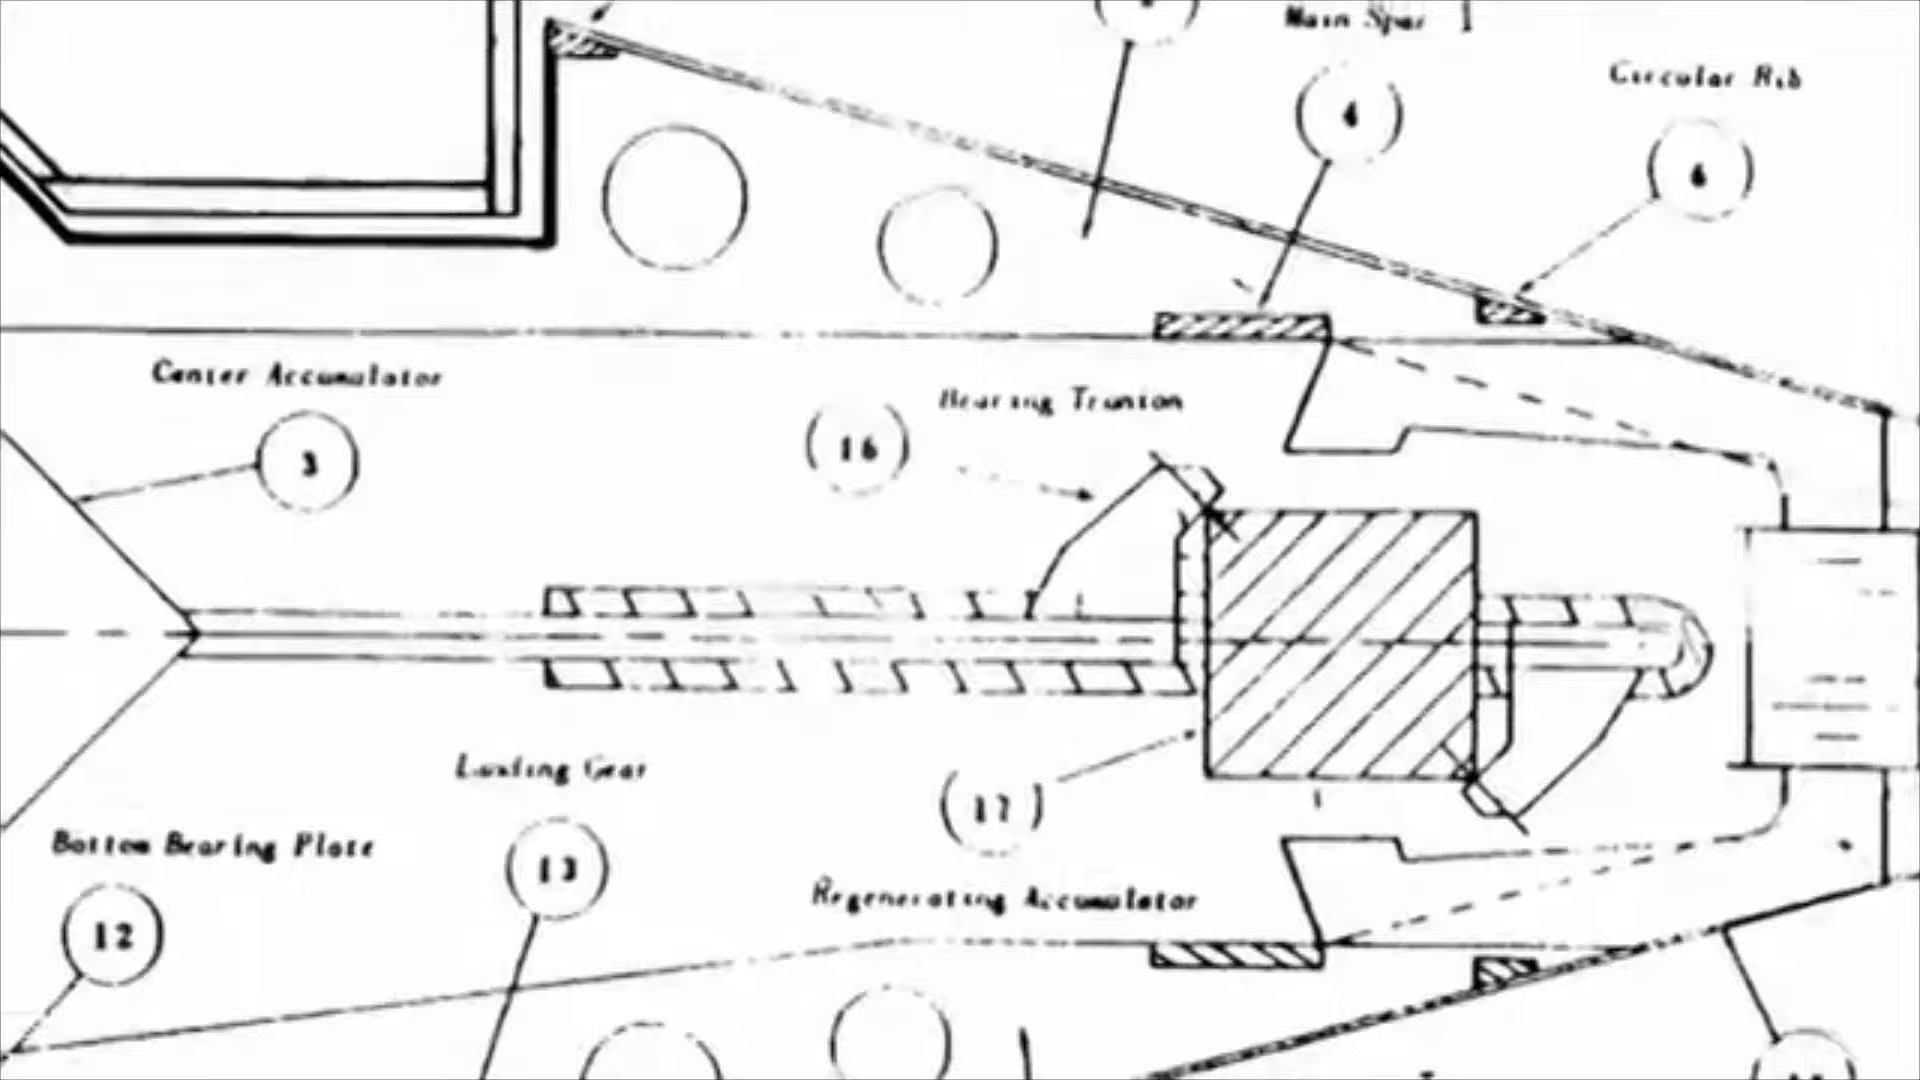 Main Spar
Circular Rib
4
6
Center Accumulator
3
Bearing Trunion
16
Landing Gear
17
Bottom Bearing Plate
13
Regenerating Accumulator
12